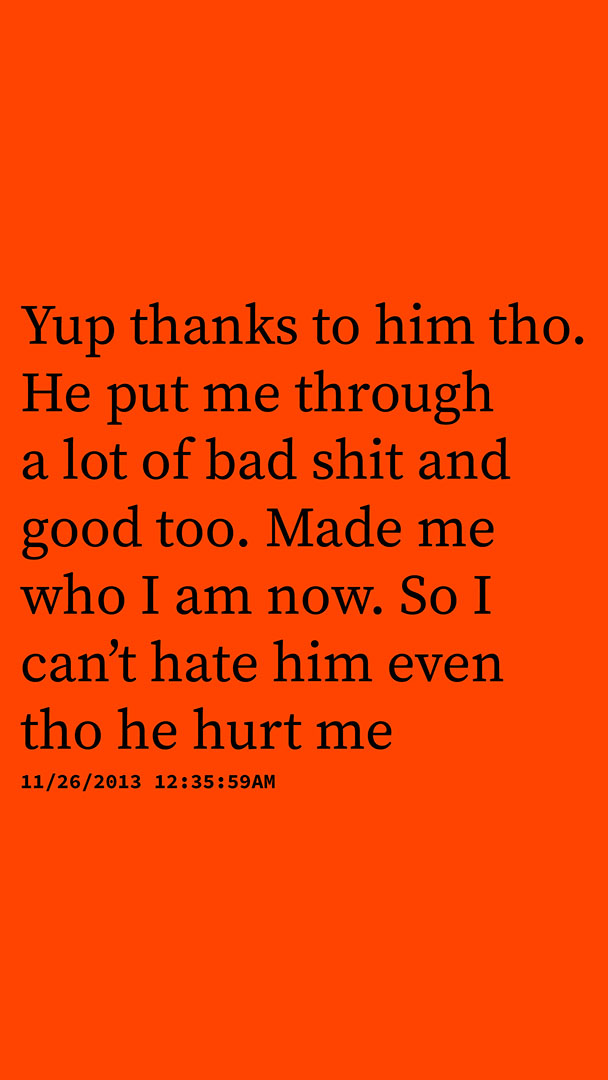 Yup thanks to him tho.
He put me through
a lot of bad shit and
good too. Made me
who I am now. So I
can’t hate him even
tho he hurt me
11/26/2013 12:35:59AM